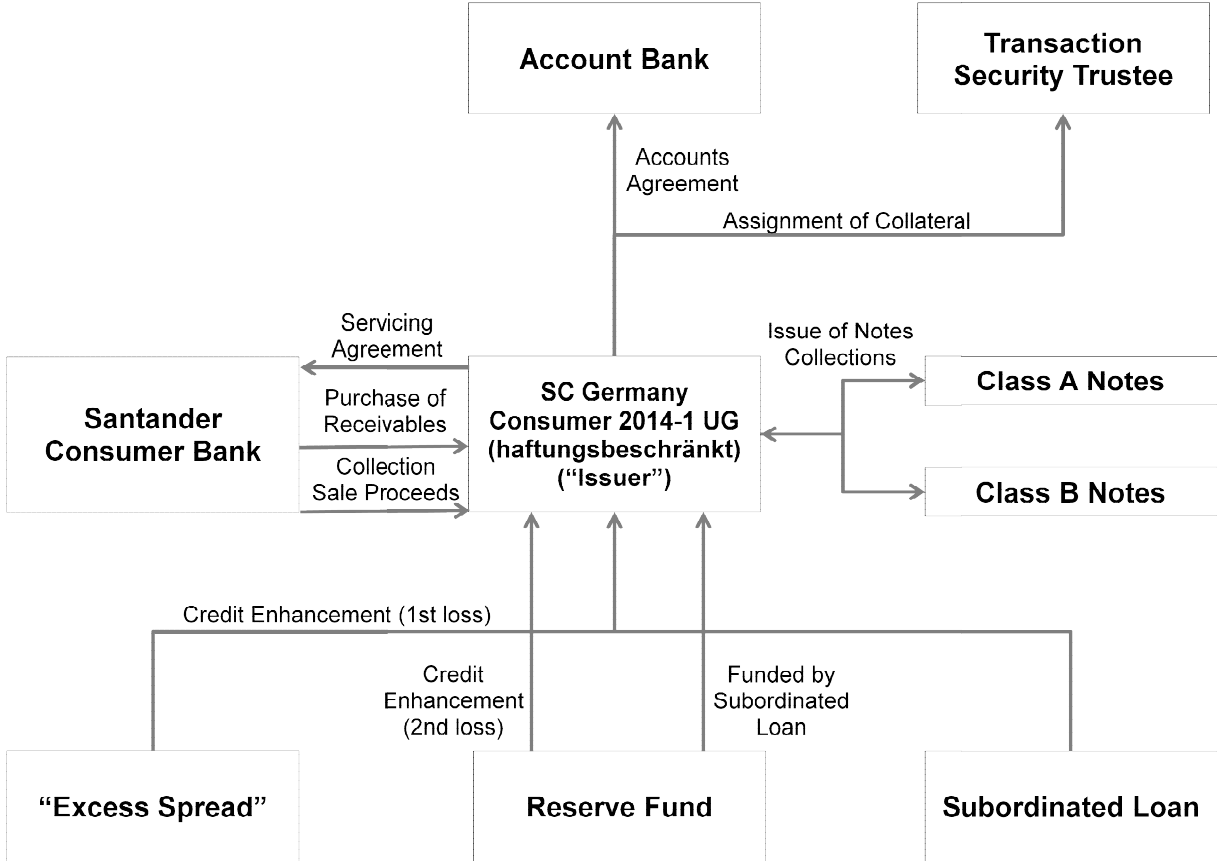 Account Bank
Transaction
Security Trustee
Accounts
Agreement
Assignment of Collateral
Servicing
Agreement
Purchase of
Receivables
Collection
Sale Proceeds
Santander
Consumer Bank
SC Germany
Consumer 2014-1 UG
(haftungsbeschränkt)
(“Issuer”)
Issue of Notes
Collections
Class A Notes
Class B Notes
Credit Enhancement (1st loss)
Credit
Enhancement
(2nd loss)
Funded by
Subordinated
Loan
“Excess Spread”
Reserve Fund
Subordinated Loan